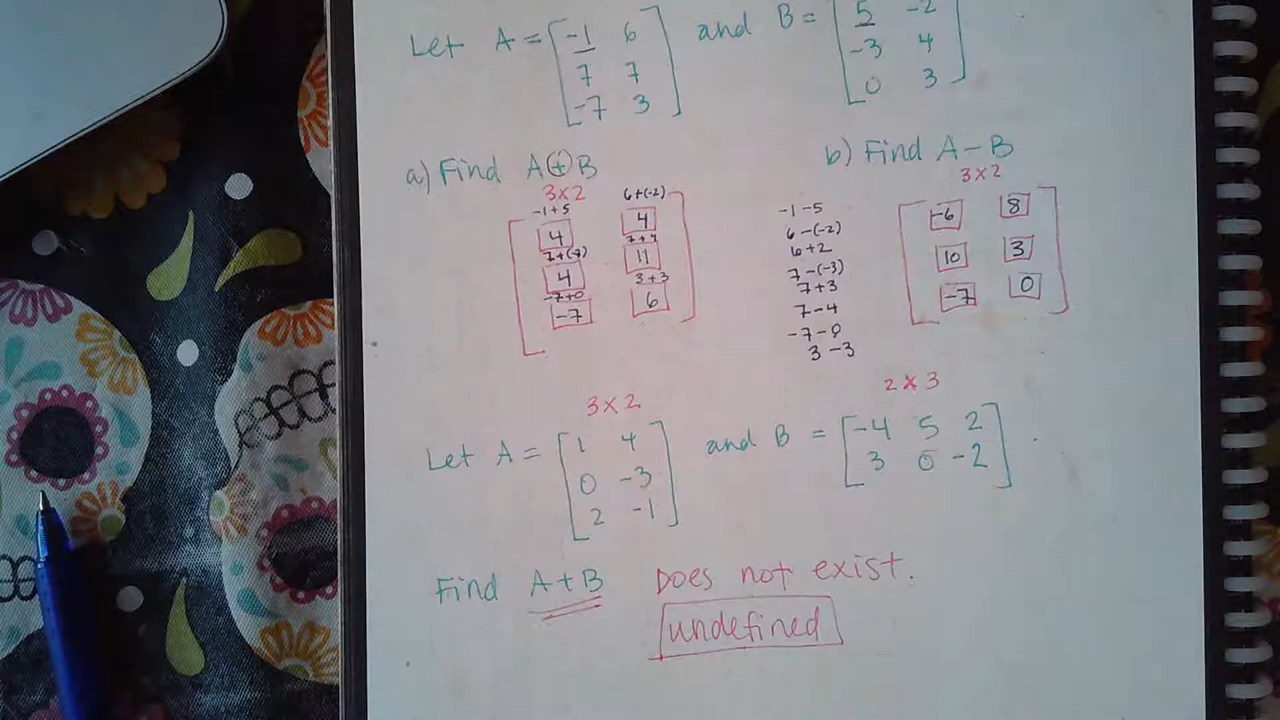 Let A = [-1 6 and B = [5 -2
7 7 -3 4
-7 3] 0 3] .
a) Find A+B b) Find A-B
3x2 3x2
-1+5 6+(-2)
4 4
7+(-3) 7+4
4 11
-7+0 3+3
-7 6
-1-5
6-(-2)
6+2
7-(-3)
7+3
7-4
-7-0
3-3
-6 8
10 3
-7 0
3x2 2x3
Let A = [1 4 and B = [-4 5 2
0 -3 3 0 -2] .
2 -1]
Find A+B Does not exist.
undefined